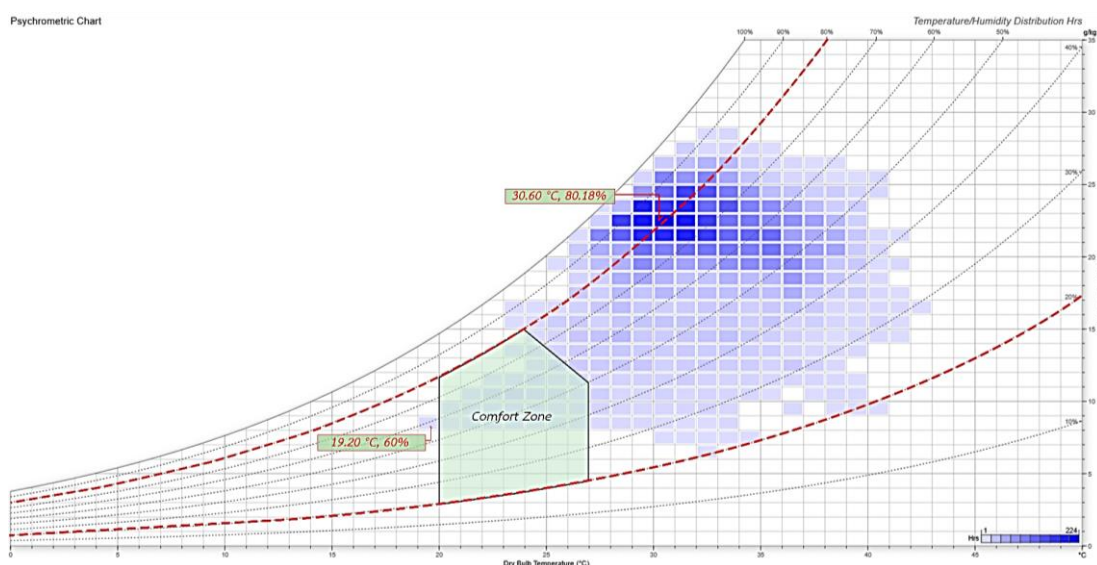 Psychrometric Chart
Temperature/Humidity Distribution Hrs
100% 90% 80% 70% 60% 50% g/kg
35
40%
30
30%
25
30.60 °C, 80.18%
20
20%
15
Comfort Zone
10
10%
19.20 °C, 60%
5
1 224
Hrs
0
0 5 10 15 20 25 30 35 40 45 °C
Dry Bulb Temperature (°C)